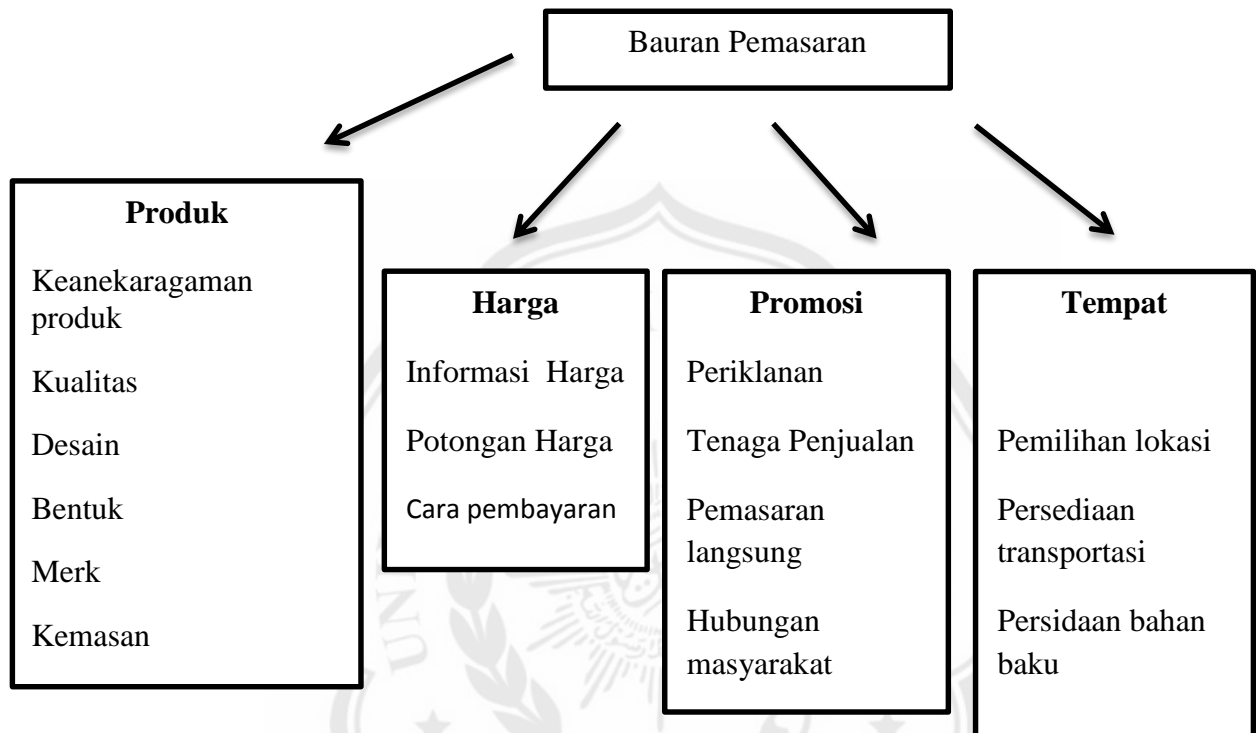 Bauran Pemasaran
Produk
Keanekaragaman
produk
Kualitas
Desain
Bentuk
Merk
Kemasan
Harga
Informasi Harga
Potongan Harga
Cara pembayaran
Promosi
Periklanan
Tenaga Penjualan
Pemasaran
langsung
Hubungan
masyarakat
Tempat
Pemilihan lokasi
Persediaan
transportasi
Persidaan bahan
baku